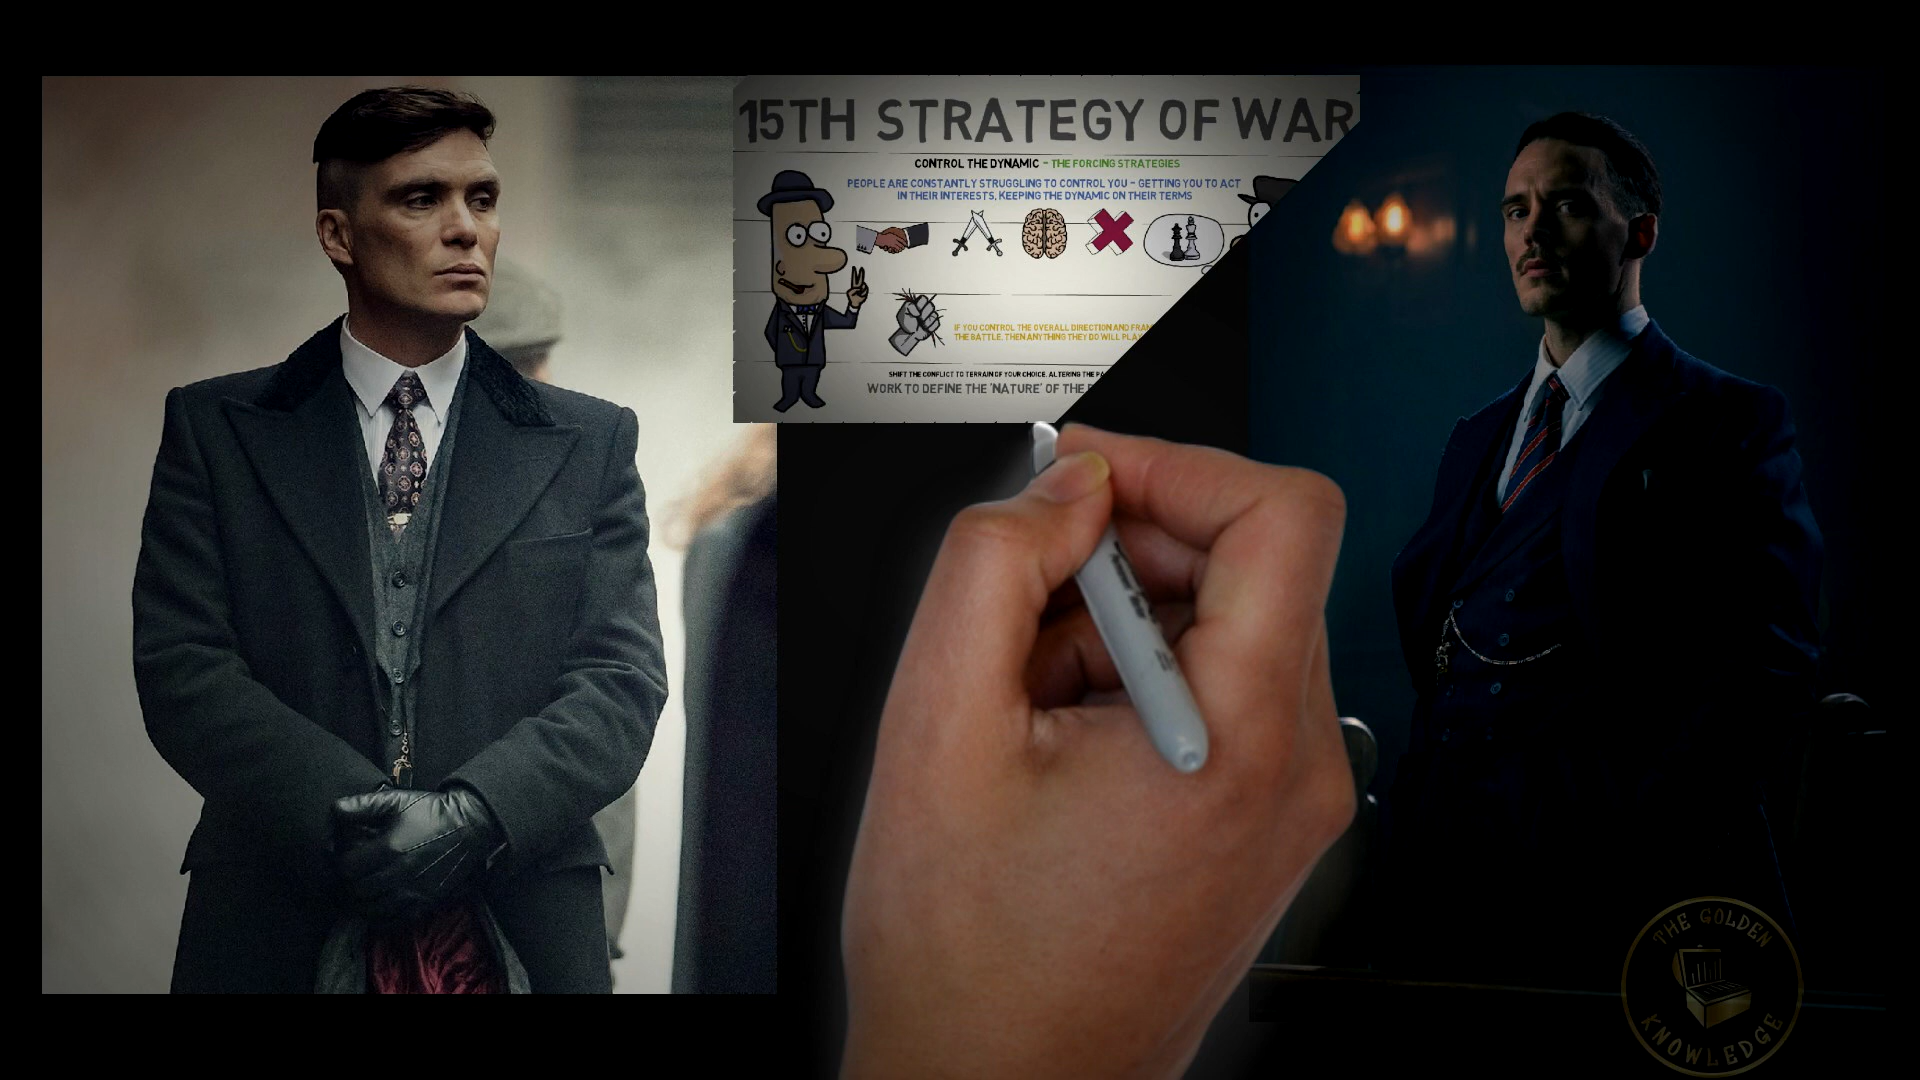 15TH STRATEGY OF WAR
CONTROL THE DYNAMIC - THE FORCING STRATEGIES
PEOPLE ARE CONSTANTLY STRUGGLING TO CONTROL YOU - GETTING YOU TO ACT
IN THEIR INTERESTS, KEEPING THE DYNAMIC ON THEIR TERMS
IF YOU CONTROL THE OVERALL DIRECTION AND
THE BATTLE, THEN ANYTHING THEY DO WILL PLAY
SHIFT THE CONFLICT TO TERRAIN OF YOUR CHOICE, ALTERING THE
WORK TO DEFINE THE 'NATURE' OF THE
THE GOLDEN
KNOWLEDGE